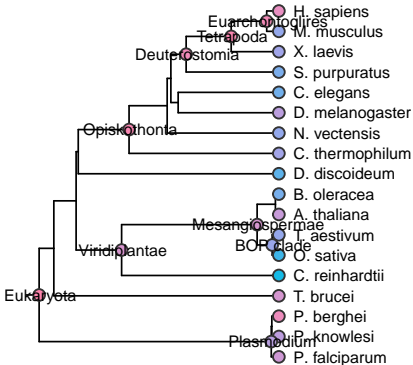 H. sapiens
Euarchontoglires
M. musculus
Tetrapoda
X. laevis
Deuterostomia
S. purpuratus
C. elegans
D. melanogaster
Opisthokonta
N. vectensis
C. thermophilum
D. discoideum
B. oleracea
A. thaliana
Mesangiospermae
T. aestivum
BOP clade
Viridiplantae
O. sativa
C. reinhardtii
Eukaryota
T. brucei
P. berghei
Plasmodium
P. knowlesi
P. falciparum